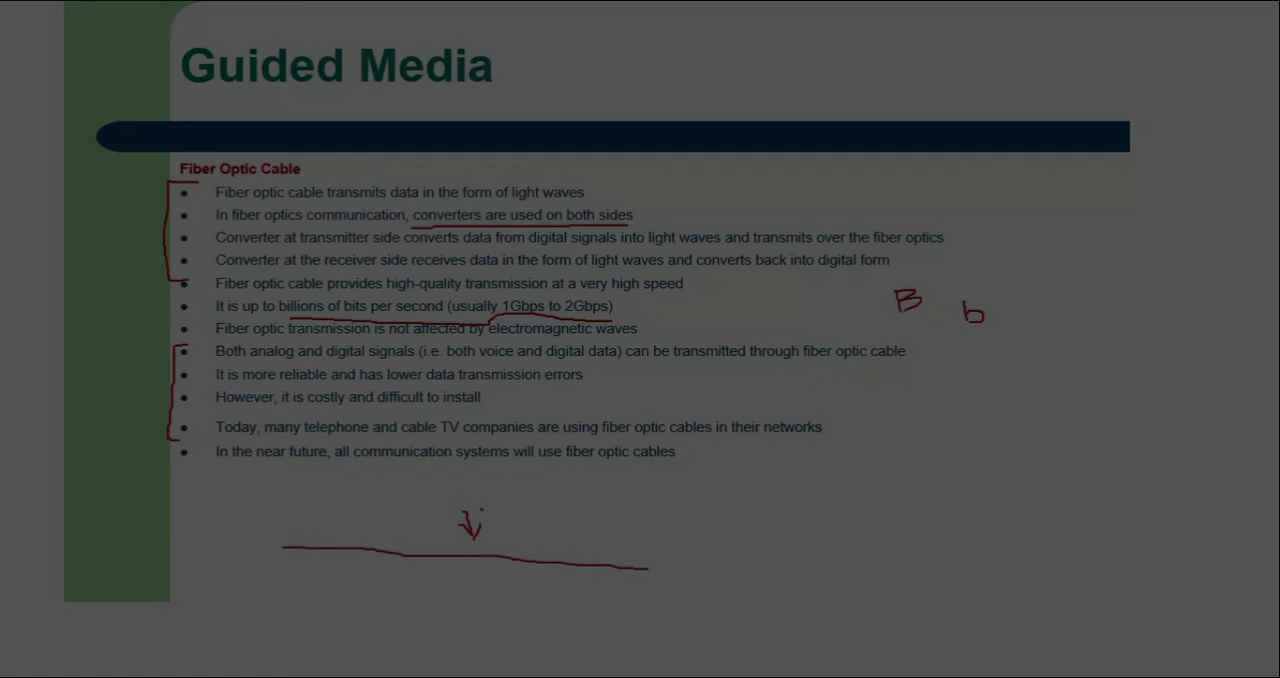 Guided Media
Fiber Optic Cable
• Fiber optic cable transmits data in the form of light waves
• In fiber optics communication, converters are used on both sides
• Converter at transmitter side converts data from digital signals into light waves and transmits over the fiber optics
• Converter at the receiver side receives data in the form of light waves and converts back into digital form
• Fiber optic cable provides high-quality transmission at a very high speed
• It is up to billions of bits per second (usually 1Gbps to 2Gbps)
B b
• Fiber optic transmission is not affected by electromagnetic waves
• Both analog and digital signals (i.e. both voice and digital data) can be transmitted through fiber optic cable
• It is more reliable and has lower data transmission errors
• However, it is costly and difficult to install
• Today, many telephone and cable TV companies are using fiber optic cables in their networks
• In the near future, all communication systems will use fiber optic cables